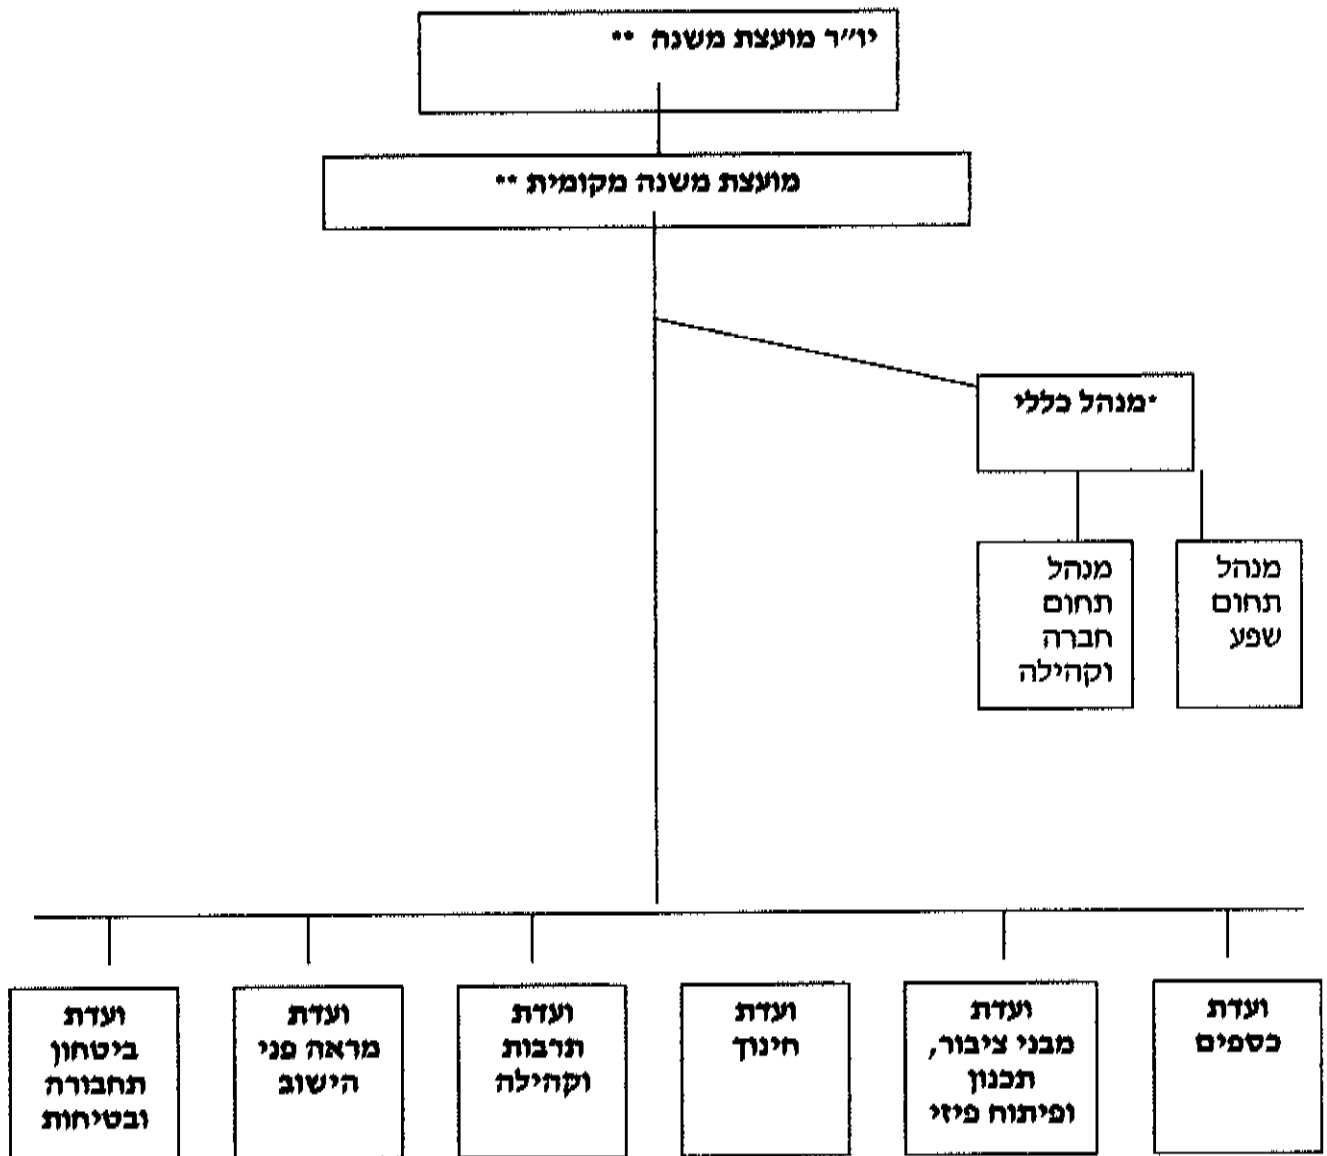 יו״ר מועצת משנה **
מועצת משנה מקומית **
*מנהל כללי
מנהל
תחום
שפע
מנהל
תחום
חברה
וקהילה
ועדת
כספים
ועדת
מבני ציבור,
תכנון
ופיתוח פיזי
ועדת
חינוך
ועדת
תרבות
וקהילה
ועדת
מראה פני
הישוב
ועדת
ביטחון
תחבורה
ובטיחות